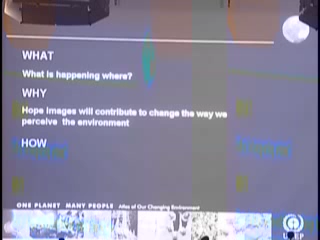 WHAT
What is happening where?
WHY
Hope images will contribute to change the way we
perceive the environment
HOW
ONE PLANET MANY PEOPLE Atlas of Our Changing Environment
UNEP